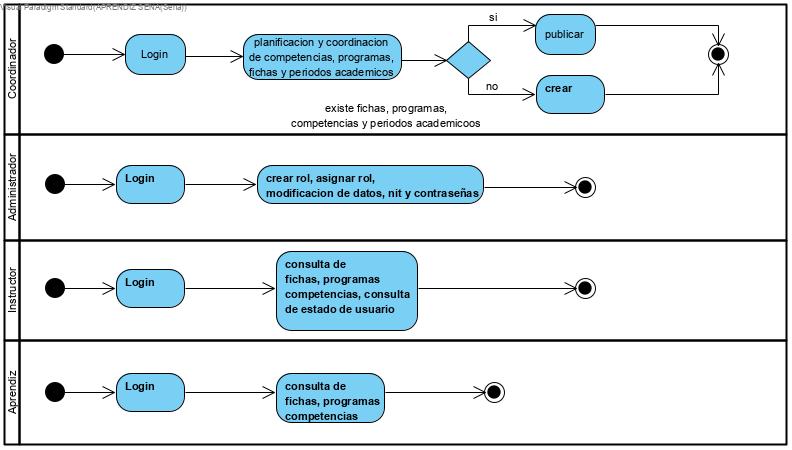 Visual Paradigm Standard(APRENDIZ SENA(Sena))
Coordinador
Login
planificacion y coordinacion
de competencias, programas,
fichas y periodos academicos
si
publicar
no
crear
existe fichas, programas,
competencias y periodos academicoos
Administrador
Login
crear rol, asignar rol,
modificacion de datos, nit y contraseñas
Instructor
Login
consulta de
fichas, programas
competencias, consulta
de estado de usuario
Aprendiz
Login
consulta de
fichas, programas
competencias